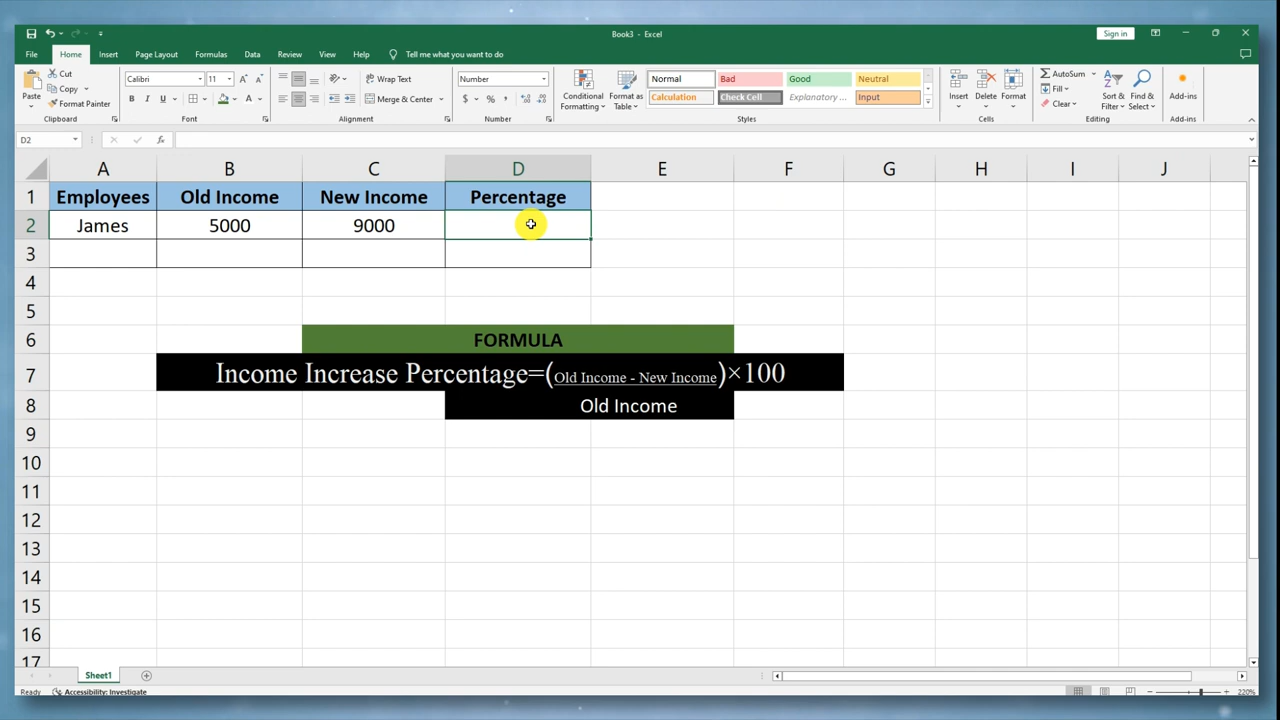 Book3 - Excel
Sign in
File Home Insert Page Layout Formulas Data Review View Help Tell me what you want to do
Paste
Cut
Copy
Format Painter
Clipboard
Calibri 11
B I U
Font
Wrap Text
Merge & Center
Alignment
Number
$ % ,
Number
Conditional Formatting
Format as Table
Normal Bad Good Neutral
Calculation Check Cell Explanatory ... Input
Styles
Insert Delete Format
Cells
AutoSum
Fill
Clear
Sort & Filter
Find & Select
Editing
Add-ins
Add-ins
D2 fx
A B C D E F G H I J
1 Employees Old Income New Income Percentage
2 James 5000 9000
3
4
5
6 FORMULA
7 Income Increase Percentage=(Old Income - New Income)×100
8 Old Income
9
10
11
12
13
14
15
16
17
Sheet1
Ready Accessibility: Investigate 220%